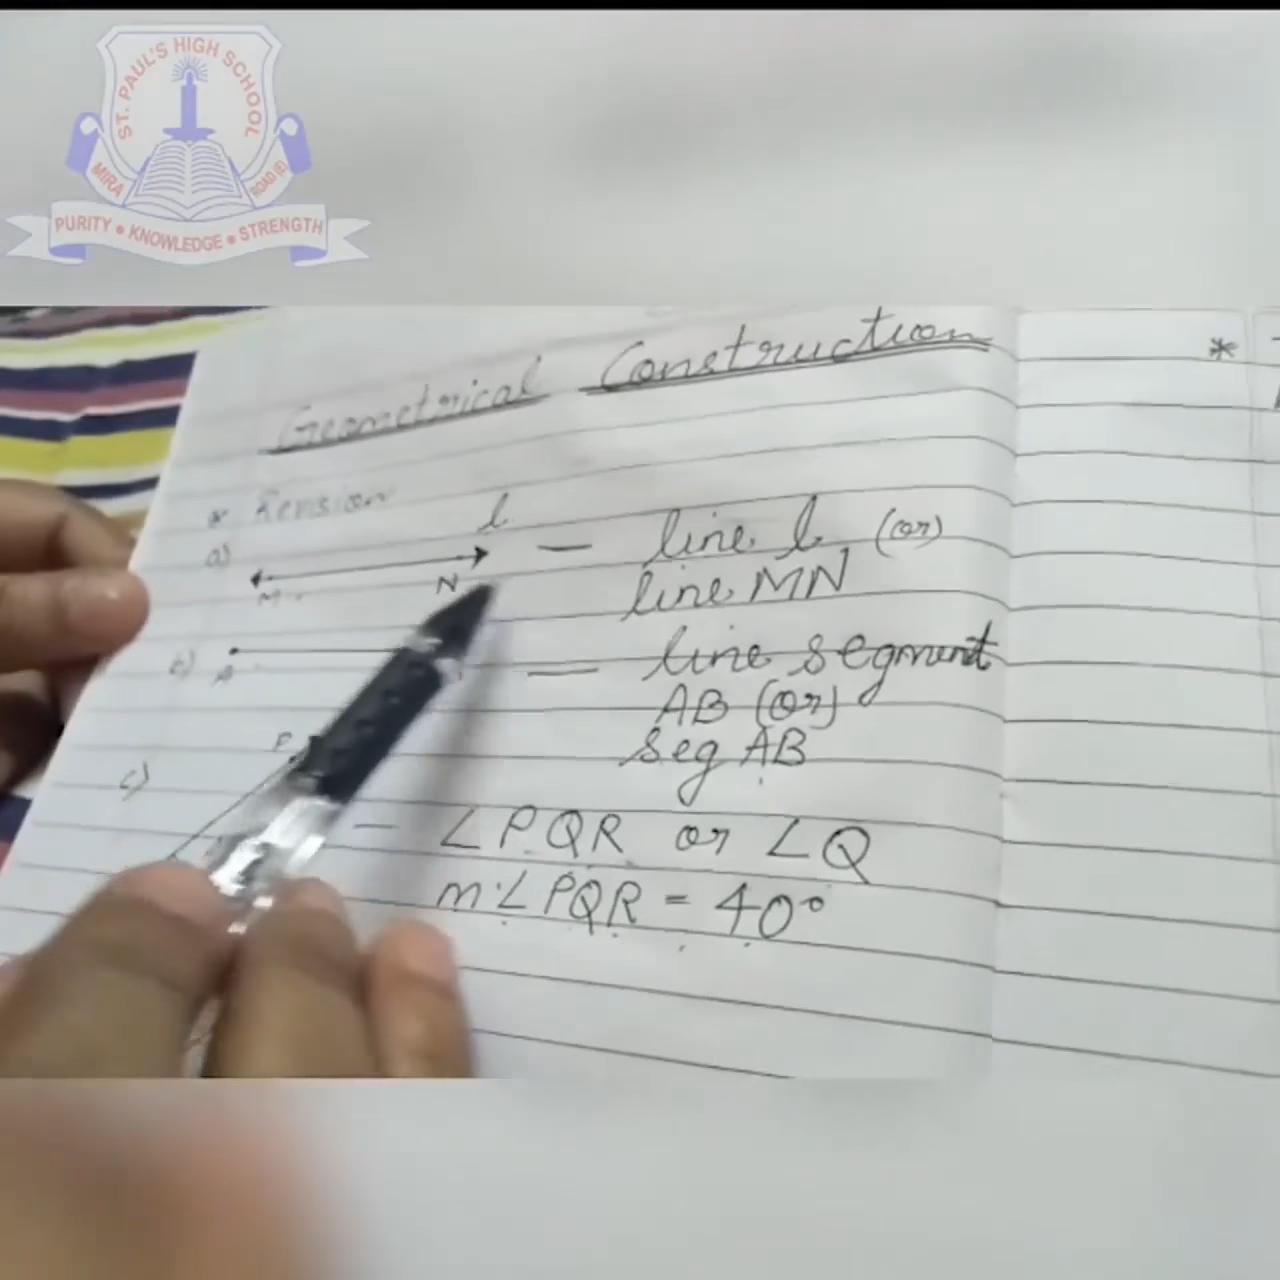 ST. PAUL'S HIGH SCHOOL
MIRA ROAD (E)
PURITY • KNOWLEDGE • STRENGTH
Geometrical Construction
* Revision
a) M N l — line l (or)
line MN
b) A — line segment
AB (or)
seg AB
c) P — ∠PQR or ∠Q
m∠PQR = 40°
*